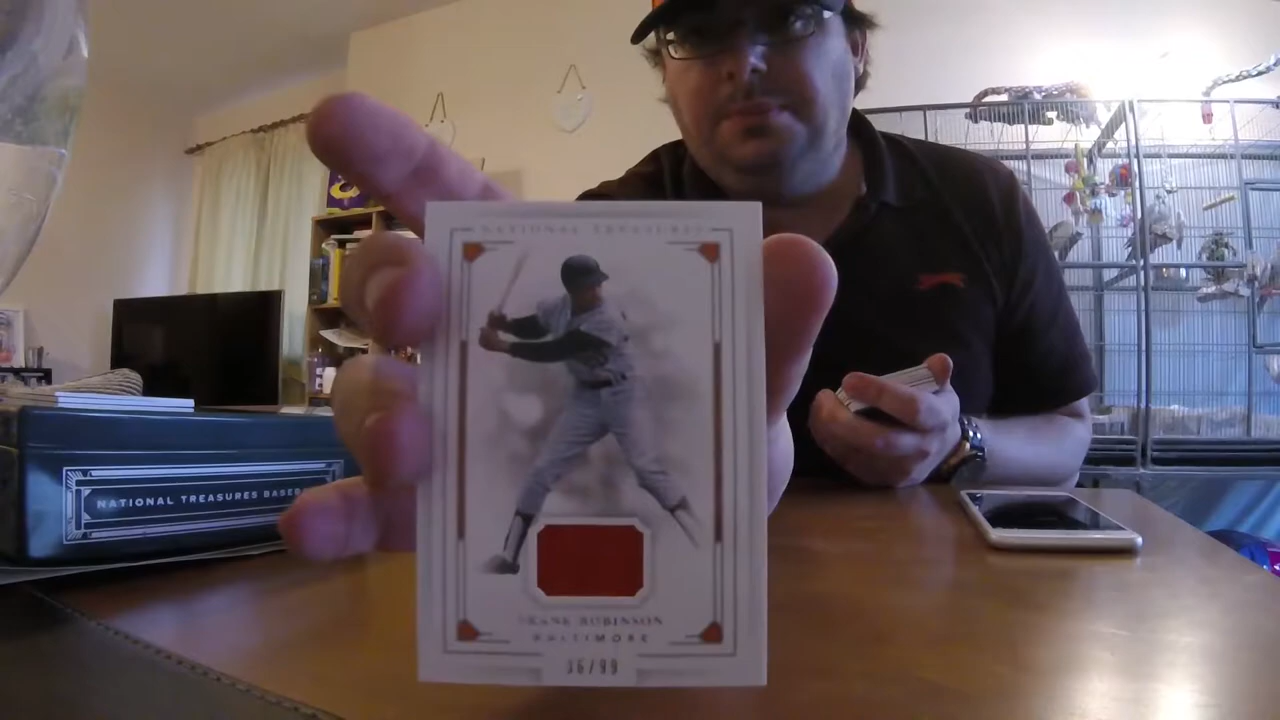 NATIONAL TREASURES
FRANK ROBINSON
BALTIMORE
36/99
NATIONAL TREASURES BASEB